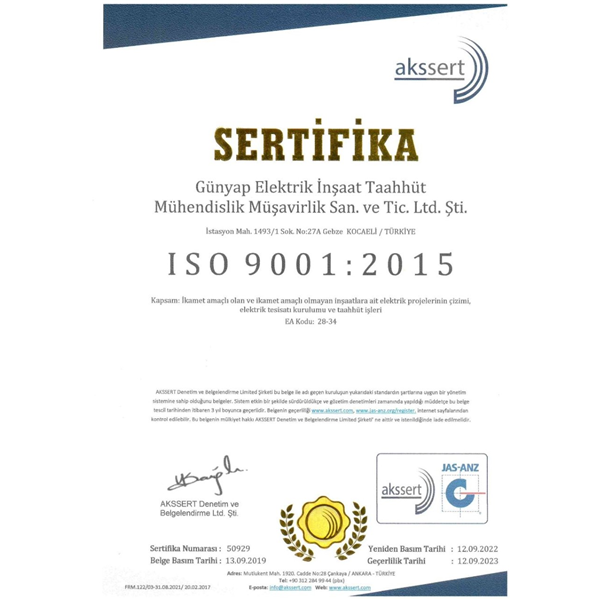 akssert
SERTİFİKA
Günyap Elektrik İnşaat Taahhüt
Mühendislik Müşavirlik San. ve Tic. Ltd. Şti.
İstasyon Mah. 1493/1 Sok. No:27A Gebze KOCAELİ / TÜRKİYE
ISO 9001:2015
Kapsam: İkamet amaçlı olan ve ikamet amaçlı olmayan inşaatlara ait elektrik projelerinin çizimi,
elektrik tesisatı kurulumu ve taahhüt işleri
EA Kodu: 28-34
AKSSERT Denetim ve Belgelendirme Limited Şirketi bu belge ile adı geçen kuruluşun yukarıdaki standardın şartlarına uygun bir yönetim
sistemine sahip olduğunu belgeler. Sistem etkin bir şekilde sürdürüldükçe ve gözetim denetimleri zamanında yapıldığı müddetçe bu belge
tescil tarihinden itibaren 3 yıl boyunca geçerlidir. Belgenin geçerliliği www.akssert.com, www.jas-anz.org/register, internet sayfalarından
kontrol edilebilir. Bu belgenin mülkiyet hakkı AKSSERT Denetim ve Belgelendirme Limited Şirketi' ne aittir ve istenildiğinde iade edilmelidir.
AKSSERT Denetim ve
Belgelendirme Ltd. Şti.
akssert
JAS-ANZ
Sertifika Numarası : 50929
Belge Basım Tarihi : 13.09.2019
Yeniden Basım Tarihi : 12.09.2022
Geçerlilik Tarihi : 12.09.2023
Adres: Mutlukent Mah. 1920. Cadde No:28 Çankaya / ANKARA - TÜRKİYE
Tel: +90 312 284 99 44 (pbx)
E-posta: info@akssert.com Web: www.akssert.com
FRM.122/03-31.08.2021/ 20.02.2017